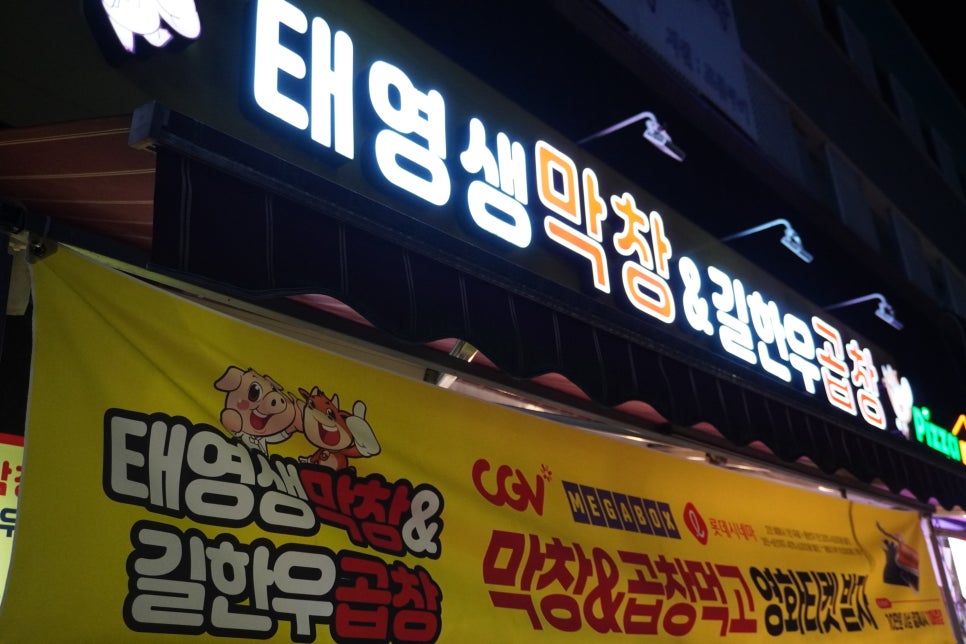 태영생막창&길한우곱창
Pizza
태영생막창&
길한우곱창
CGV MEGABOX 롯데시네마
막창&곱창먹고 영화티켓 받자